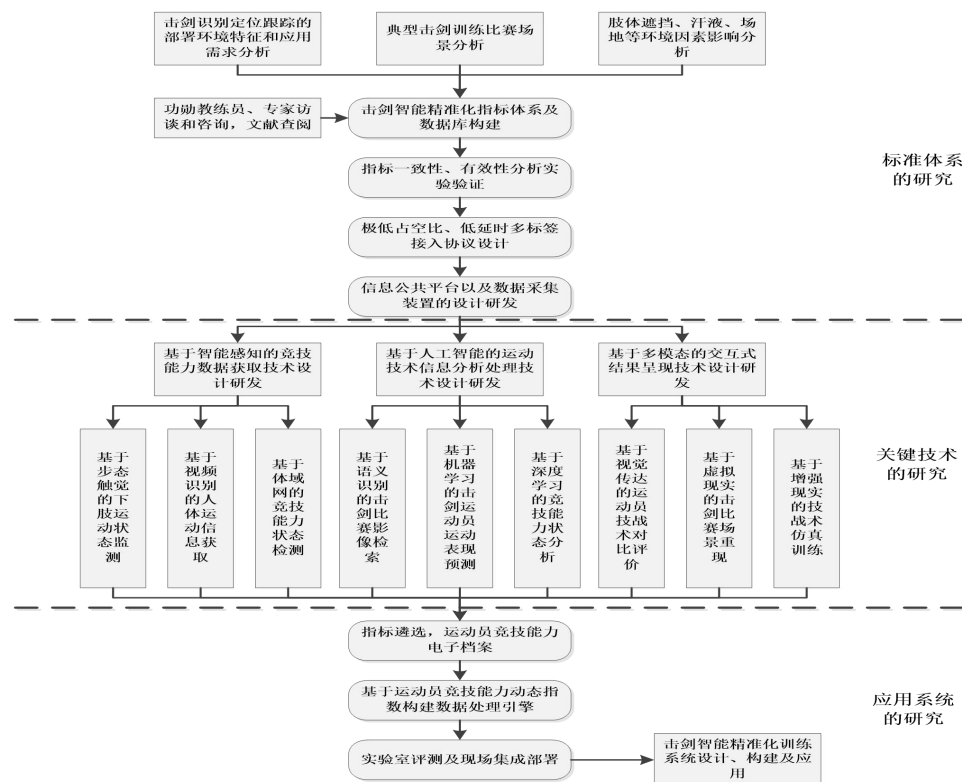 击剑识别定位跟踪的
部署环境特征和应用
需求分析
典型击剑训练比赛场
景分析
肢体遮挡、汗液、场
地等环境因素影响分
析
功勋教练员、专家访
谈和咨询，文献查阅
击剑智能精准化指标体系及
数据库构建
指标一致性、有效性分析实
验验证
极低占空比、低延时多标签
接入协议设计
信息公共平台以及数据采集
装置的设计研发
标准体系
的研究
基于智能感知的竞技
能力数据获取技术设
计研发
基于人工智能的运动
技术信息分析处理技
术设计研发
基于多模态的交互式
结果呈现技术设计研
发
基于
步态
触觉
的下
肢运
动状
态监
测
基于
视频
识别
的人
体运
动信
息获
取
基于
体域
网的
竞技
能力
状态
检测
基于
语义
识别
的击
剑比
赛影
像检
索
基于
机器
学习
的击
剑运
动员
运动
表现
预测
基于
深度
学习
的竞
技能
力状
态分
析
基于
视觉
传达
的运
动员
技战
术对
比评
价
基于
虚拟
现实
的击
剑比
赛场
景重
现
基于
增强
现实
的技
战术
仿真
训练
关键技术
的研究
指标遴选，运动员竞技能力
电子档案
基于运动员竞技能力动态指
数构建数据处理引擎
实验室评测及现场集成部署
击剑智能精准化训练
系统设计、构建及应
用
应用系统
的研究